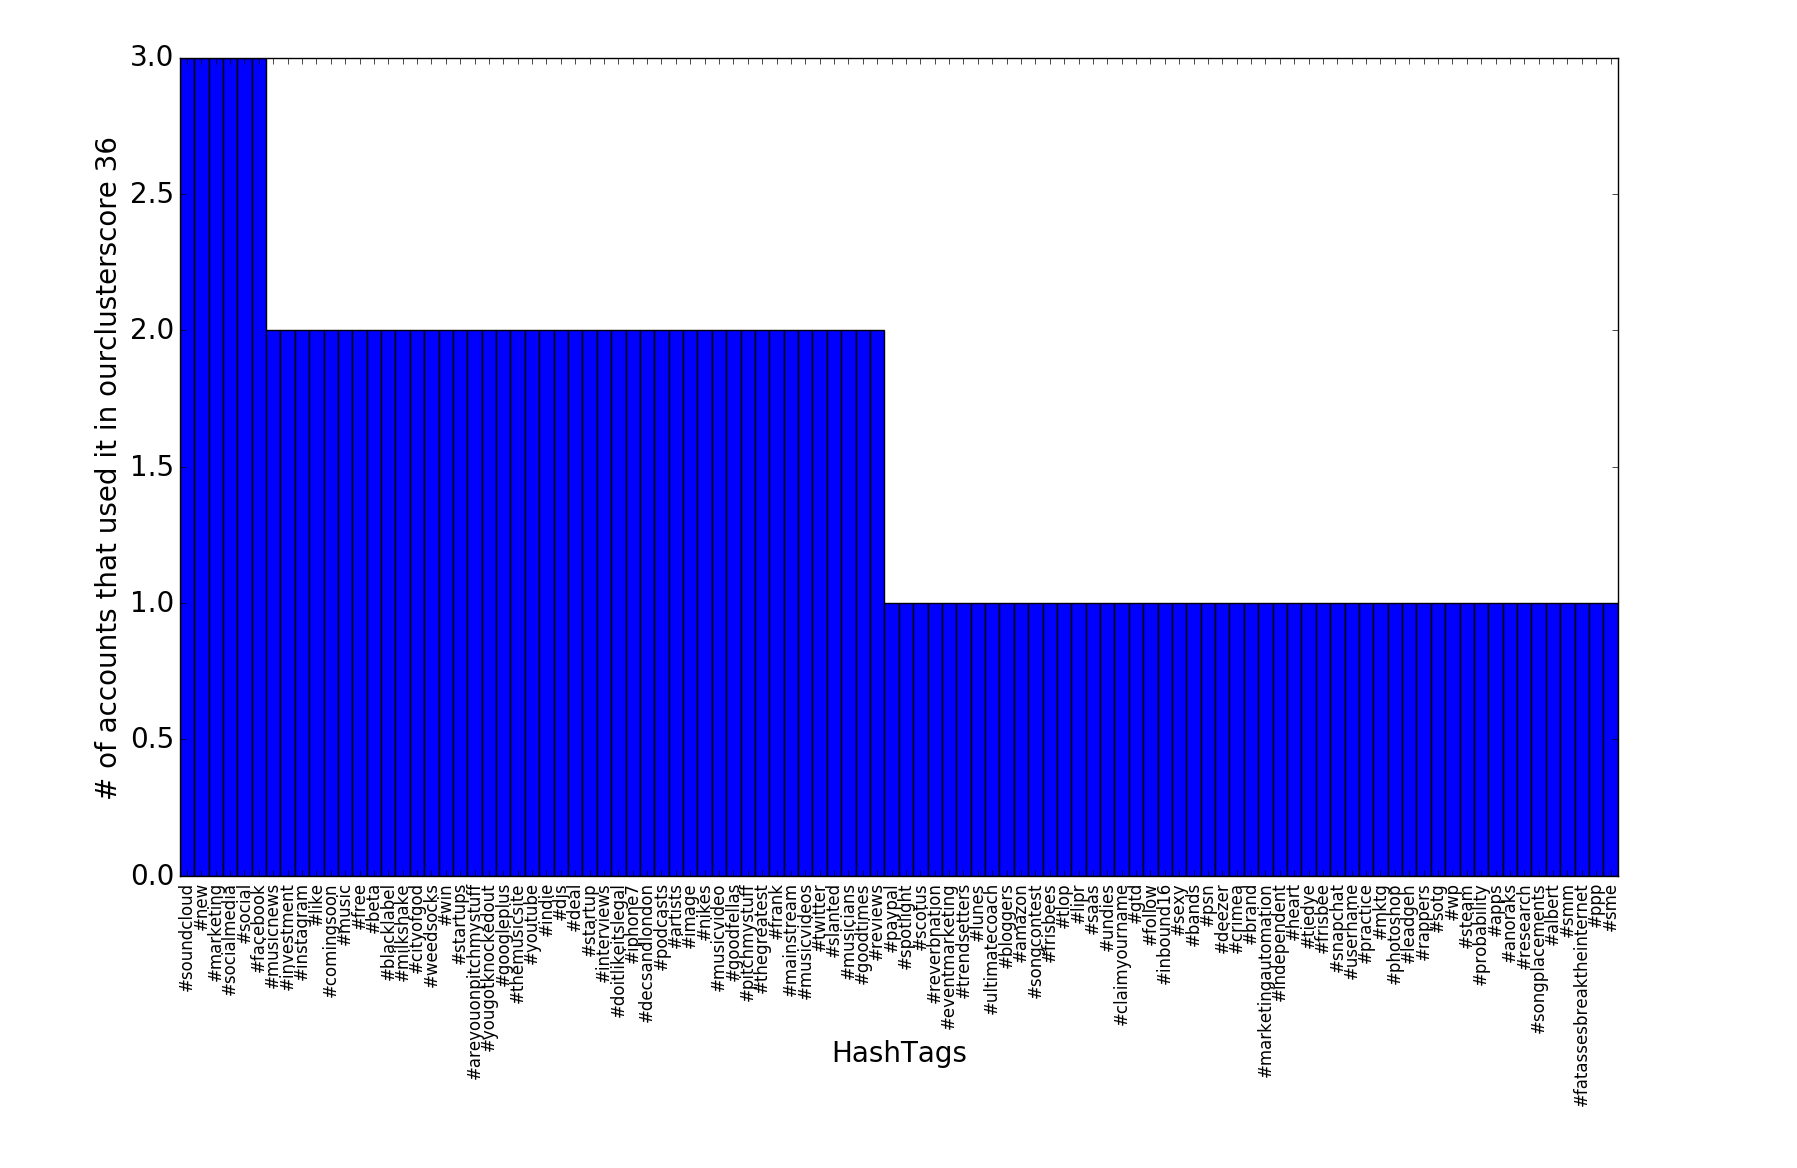 3.0
2.5
2.0
1.5
1.0
0.5
0.0
# of accounts that used it in ourclusterscore 36
#soundcloud
#new
#marketing
#socialmedia
#social
#facebook
#musicnews
#investment
#instagram
#like
#comingsoon
#music
#free
#beta
#blacklabel
#milkshake
#cityofgod
#weedsocks
#win
#startups
#areyouonpitchmystuff
#yougotknockedout
#googleplus
#themusicsite
#youtube
#indie
#djs
#deal
#startup
#interviews
#doitlikeitslegal
#iphone7
#decsandlondon
#podcasts
#artists
#image
#nikes
#musicvideo
#goodfellas
#pitchmystuff
#thegreatest
#frank
#mainstream
#musicvideos
#twitter
#slanted
#musicians
#goodtimes
#reviews
#paypal
#spotlight
#scotus
#reverbnation
#eventmarketing
#trendsetters
#iunes
#ultimatecoach
#bloggers
#amazon
#songcontest
#frisbees
#tlop
#lipr
#saas
#undies
#claimyourname
#gtd
#follow
#inbound16
#sexy
#bands
#psn
#deezer
#crimea
#brand
#marketingautomation
#independent
#heart
#tiedye
#frisbee
#snapchat
#username
#practice
#mktg
#photoshop
#leadgeh
#rappers
#sotg
#wp
#steam
#probability
#apps
#anoraks
#research
#songplacements
#albert
#smm
#fatassesbreaktheinternet
#ppp
#sme
HashTags